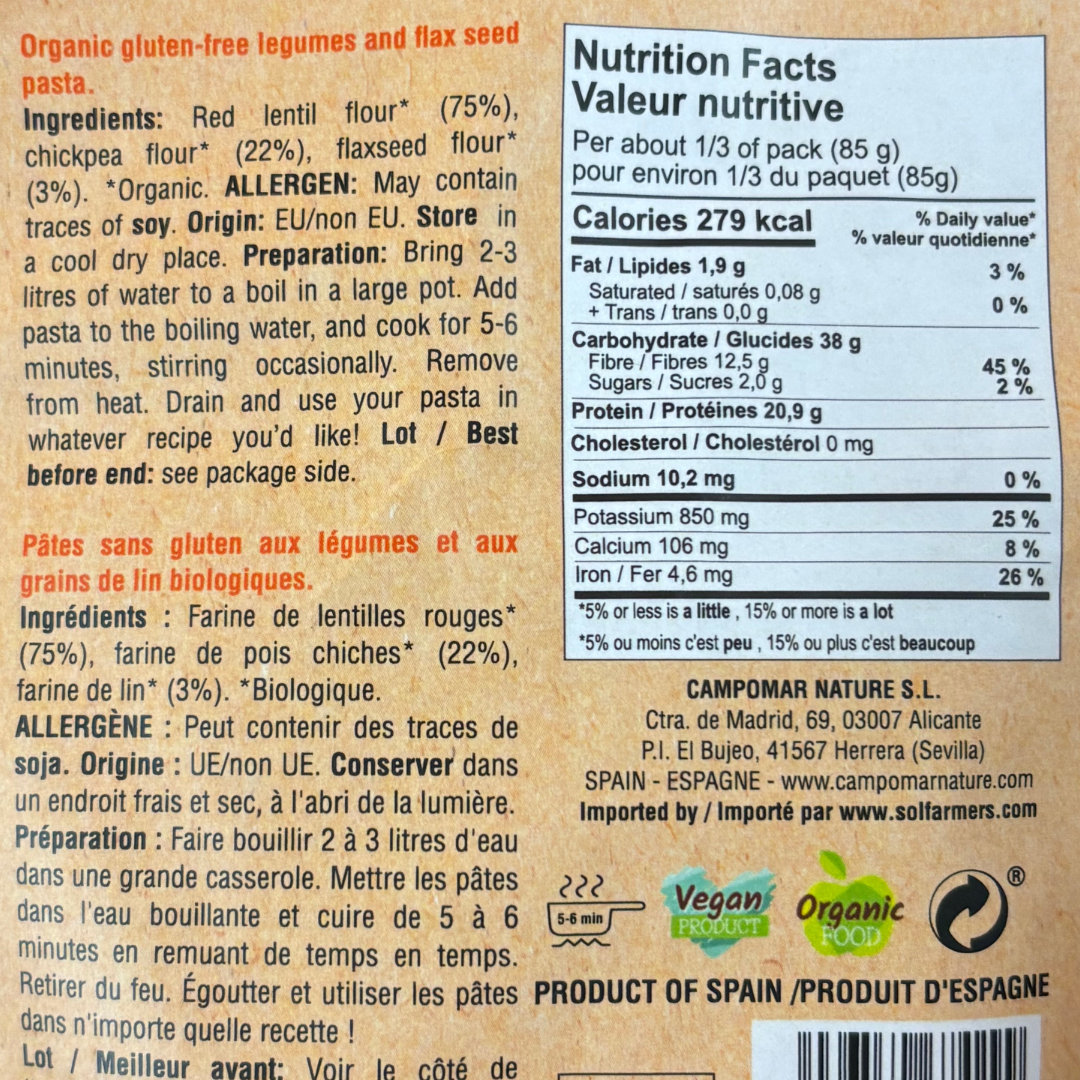 Organic gluten-free legumes and flax seed
pasta.
Ingredients: Red lentil flour* (75%),
chickpea flour* (22%), flaxseed flour*
(3%). *Organic. ALLERGEN: May contain
traces of soy. Origin: EU/non EU. Store in
a cool dry place. Preparation: Bring 2-3
litres of water to a boil in a large pot. Add
pasta to the boiling water, and cook for 5-6
minutes, stirring occasionally. Remove
from heat. Drain and use your pasta in
whatever recipe you'd like! Lot / Best
before end: see package side.
Pâtes sans gluten aux légumes et aux
grains de lin biologiques.
Ingrédients : Farine de lentilles rouges*
(75%), farine de pois chiches* (22%),
farine de lin* (3%). *Biologique.
ALLERGÈNE : Peut contenir des traces de
soja. Origine : UE/non UE. Conserver dans
un endroit frais et sec, à l'abri de la lumière.
Préparation : Faire bouillir 2 à 3 litres d'eau
dans une grande casserole. Mettre les pâtes
dans l'eau bouillante et cuire de 5 à 6
minutes en remuant de temps en temps.
Retirer du feu. Égoutter et utiliser les pâtes
dans n'importe quelle recette !
Lot / Meilleur avant: Voir le côté de
Nutrition Facts
Valeur nutritive
Per about 1/3 of pack (85 g)
pour environ 1/3 du paquet (85g)
Calories 279 kcal
% Daily value*
% valeur quotidienne*
Fat / Lipides 1,9 g 3 %
Saturated / saturés 0,08 g
+ Trans / trans 0,0 g 0 %
Carbohydrate / Glucides 38 g
Fibre / Fibres 12,5 g 45 %
Sugars / Sucres 2,0 g 2 %
Protein / Protéines 20,9 g
Cholesterol / Cholestérol 0 mg
Sodium 10,2 mg 0 %
Potassium 850 mg 25 %
Calcium 106 mg 8 %
Iron / Fer 4,6 mg 26 %
*5% or less is a little , 15% or more is a lot
*5% ou moins c'est peu , 15% ou plus c'est beaucoup
CAMPOMAR NATURE S.L.
Ctra. de Madrid, 69, 03007 Alicante
P.I. El Bujeo, 41567 Herrera (Sevilla)
SPAIN - ESPAGNE - www.campomarnature.com
Imported by / Importé par www.solfarmers.com
5-6 min
Vegan
PRODUCT
Organic
FOOD
®
PRODUCT OF SPAIN /PRODUIT D'ESPAGNE